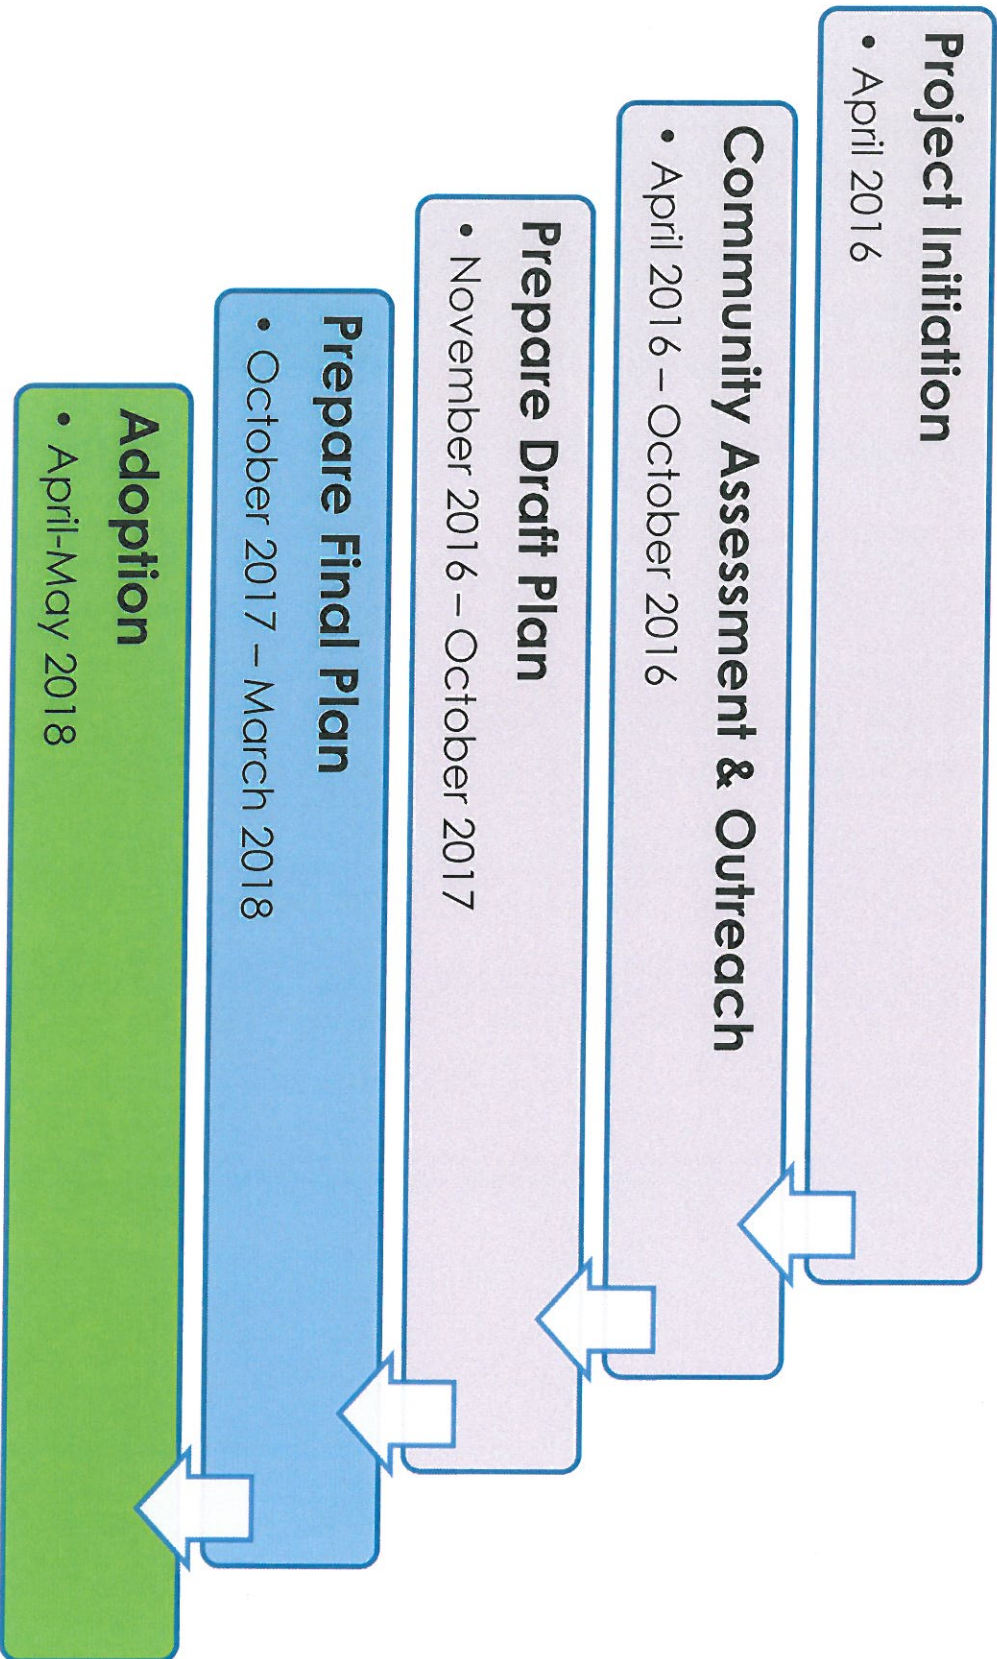 Project Initiation
• April 2016
Community Assessment & Outreach
• April 2016 – October 2016
Prepare Draft Plan
• November 2016 – October 2017
Prepare Final Plan
• October 2017 – March 2018
Adoption
• April-May 2018